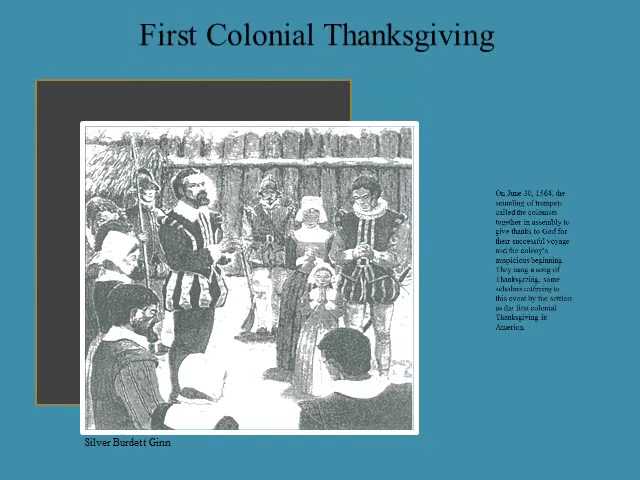 First Colonial Thanksgiving
On June 30, 1564, the
sounding of trumpets
called the colonists
together in assembly to
give thanks to God for
their successful voyage
and the colony's
auspicious beginning.
They sang a song of
Thanksgiving, some
scholars referring to
this event by the settlers
as the first colonial
Thanksgiving in
America.
Silver Burdett Ginn